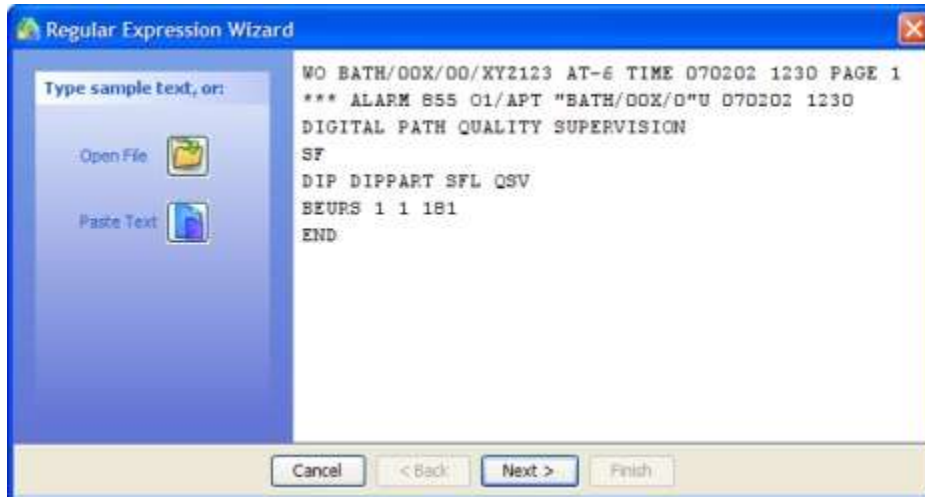 Regular Expression Wizard
Type sample text, or:
Open File
Paste Text
WO BATH/00X/00/XYZ123 AT-6 TIME 070202 1230 PAGE 1
*** ALARM 855 O1/APT "BATH/00X/0"U 070202 1230
DIGITAL PATH QUALITY SUPERVISION
SF
DIP DIPPART SFL QSV
BEURS 1 1 181
END
Cancel
< Back
Next >
Finish